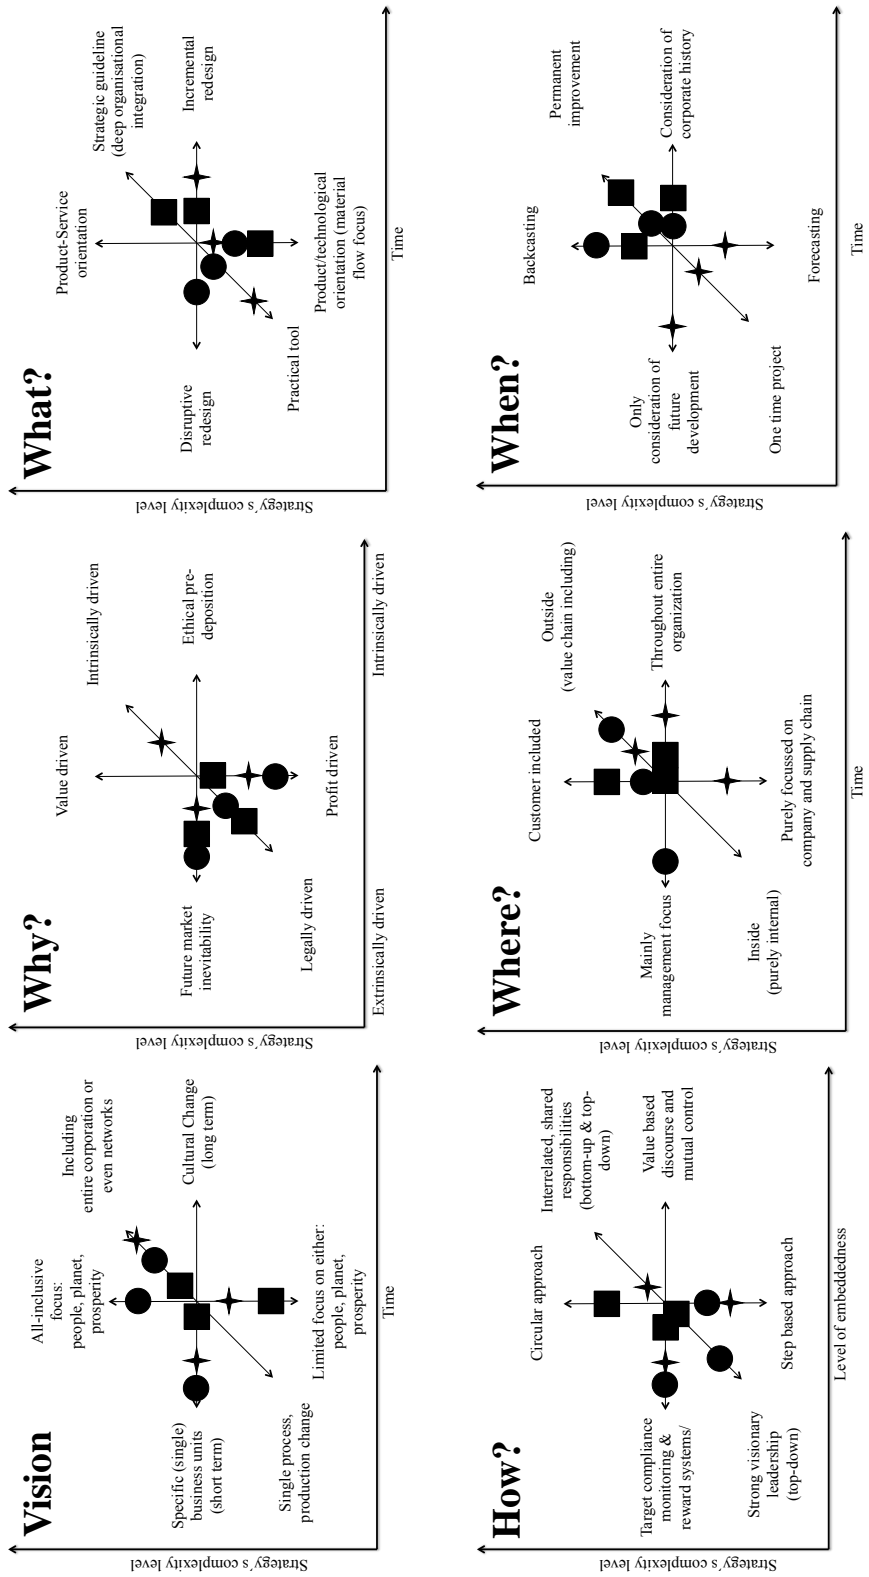 Vision
All-inclusive
focus:
people, planet,
prosperity
Including
entire corporation or
even networks
Specific (single)
business units
(short term)
Cultural Change
(long term)
Single process,
production change
Limited focus on either:
people, planet,
prosperity
Strategy´s complexity level
Time
Why?
Value driven
Intrinsically driven
Future market
inevitability
Ethical pre-
deposition
Legally driven
Profit driven
Strategy´s complexity level
Extrinsically driven
Intrinsically driven
What?
Product-Service
orientation
Strategic guideline
(deep organisational
integration)
Disruptive
redesign
Incremental
redesign
Practical tool
Product/technological
orientation (material
flow focus)
Strategy´s complexity level
Time
How?
Circular approach
Interrelated, shared
responsibilities
(bottom-up & top-
down)
Target compliance
monitoring &
reward systems/
Value based
discourse and
mutual control
Strong visionary
leadership
(top-down)
Step based approach
Strategy´s complexity level
Level of embeddedness
Where?
Customer included
Outside
(value chain including)
Mainly
management focus
Throughout entire
organization
Inside
(purely internal)
Purely focussed on
company and supply chain
Strategy´s complexity level
Time
When?
Backcasting
Permanent
improvement
Only
consideration of
future
development
Consideration of
corporate history
One time project
Forecasting
Strategy´s complexity level
Time